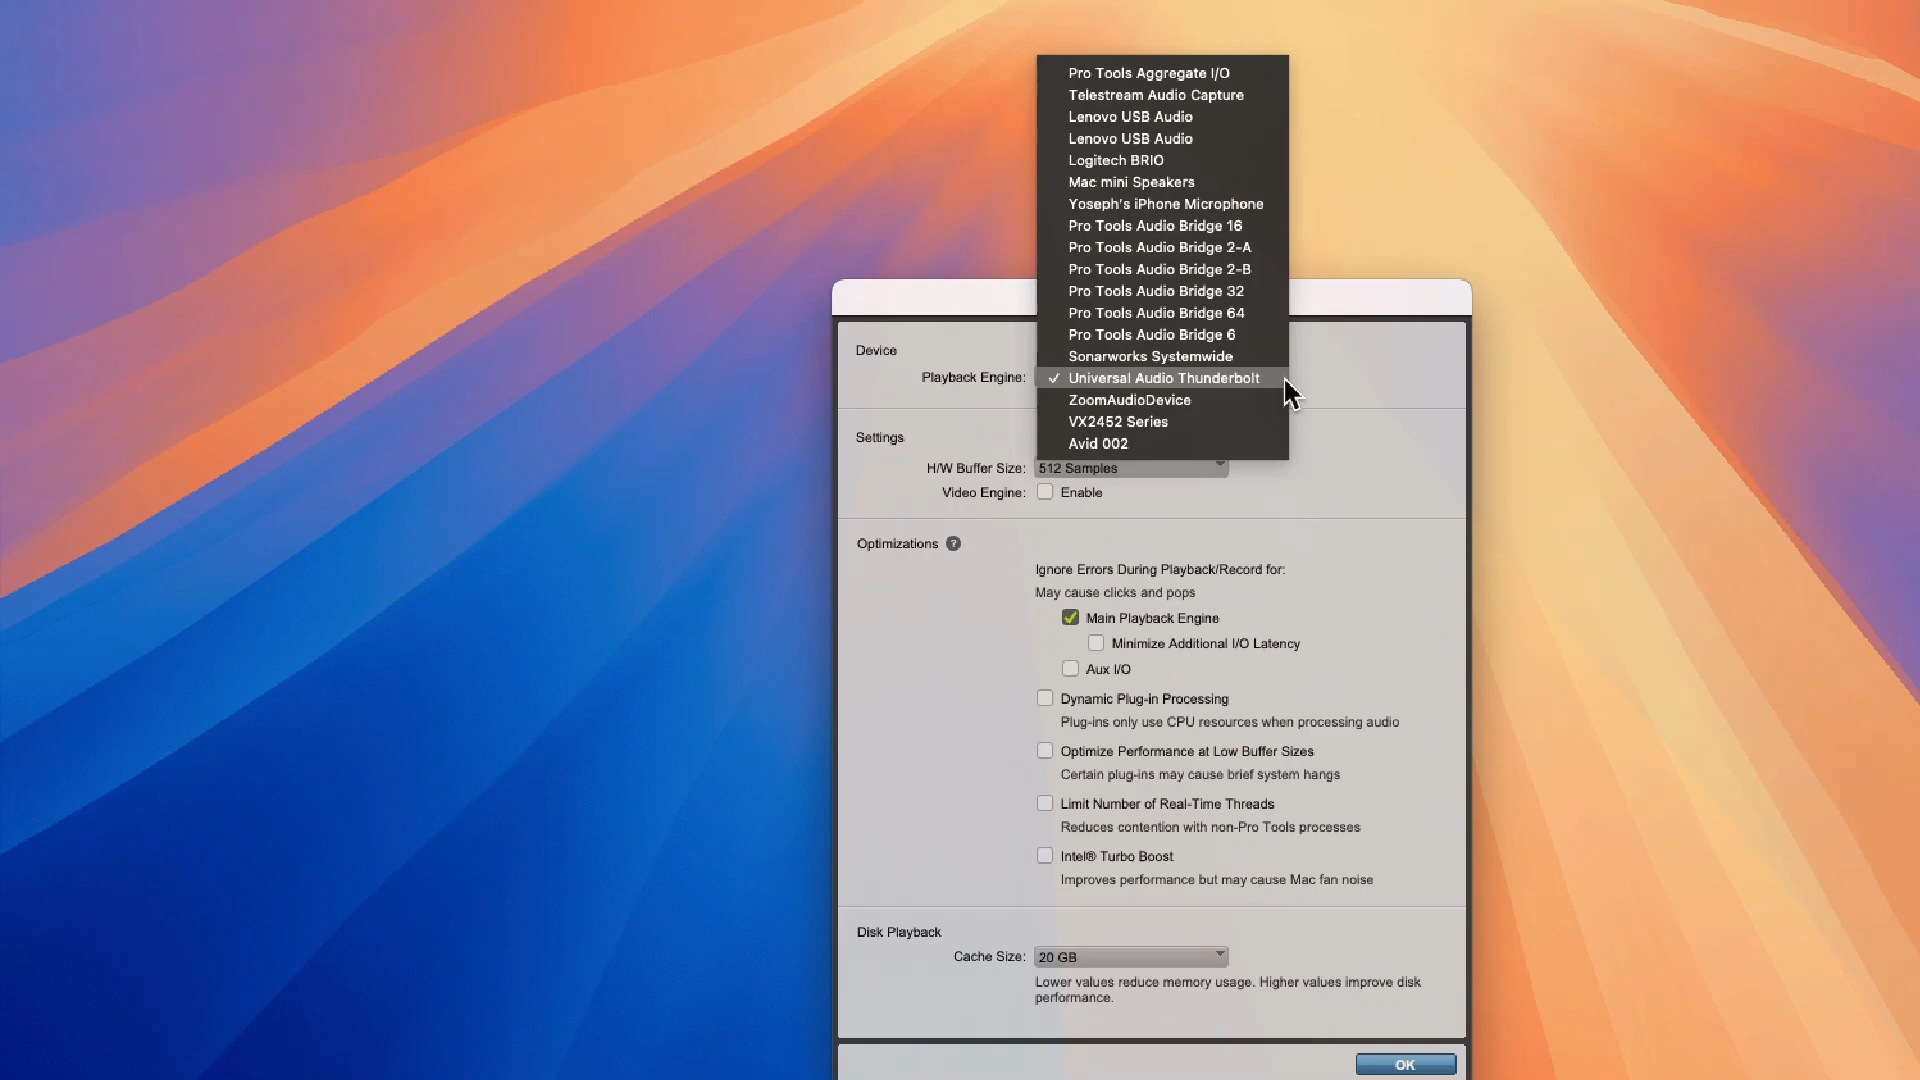 Pro Tools Aggregate I/O
Telestream Audio Capture
Lenovo USB Audio
Lenovo USB Audio
Logitech BRIO
Mac mini Speakers
Yoseph's iPhone Microphone
Pro Tools Audio Bridge 16
Pro Tools Audio Bridge 2-A
Pro Tools Audio Bridge 2-B
Pro Tools Audio Bridge 32
Pro Tools Audio Bridge 64
Pro Tools Audio Bridge 6
Sonarworks Systemwide
Device
Playback Engine: ✓ Universal Audio Thunderbolt
ZoomAudioDevice
VX2452 Series
Avid 002
Settings
H/W Buffer Size: 512 Samples
Video Engine: Enable
Optimizations ?
Ignore Errors During Playback/Record for:
May cause clicks and pops
Main Playback Engine
Minimize Additional I/O Latency
Aux I/O
Dynamic Plug-in Processing
Plug-ins only use CPU resources when processing audio
Optimize Performance at Low Buffer Sizes
Certain plug-ins may cause brief system hangs
Limit Number of Real-Time Threads
Reduces contention with non-Pro Tools processes
Intel® Turbo Boost
Improves performance but may cause Mac fan noise
Disk Playback
Cache Size: 20 GB
Lower values reduce memory usage. Higher values improve disk
performance.
OK